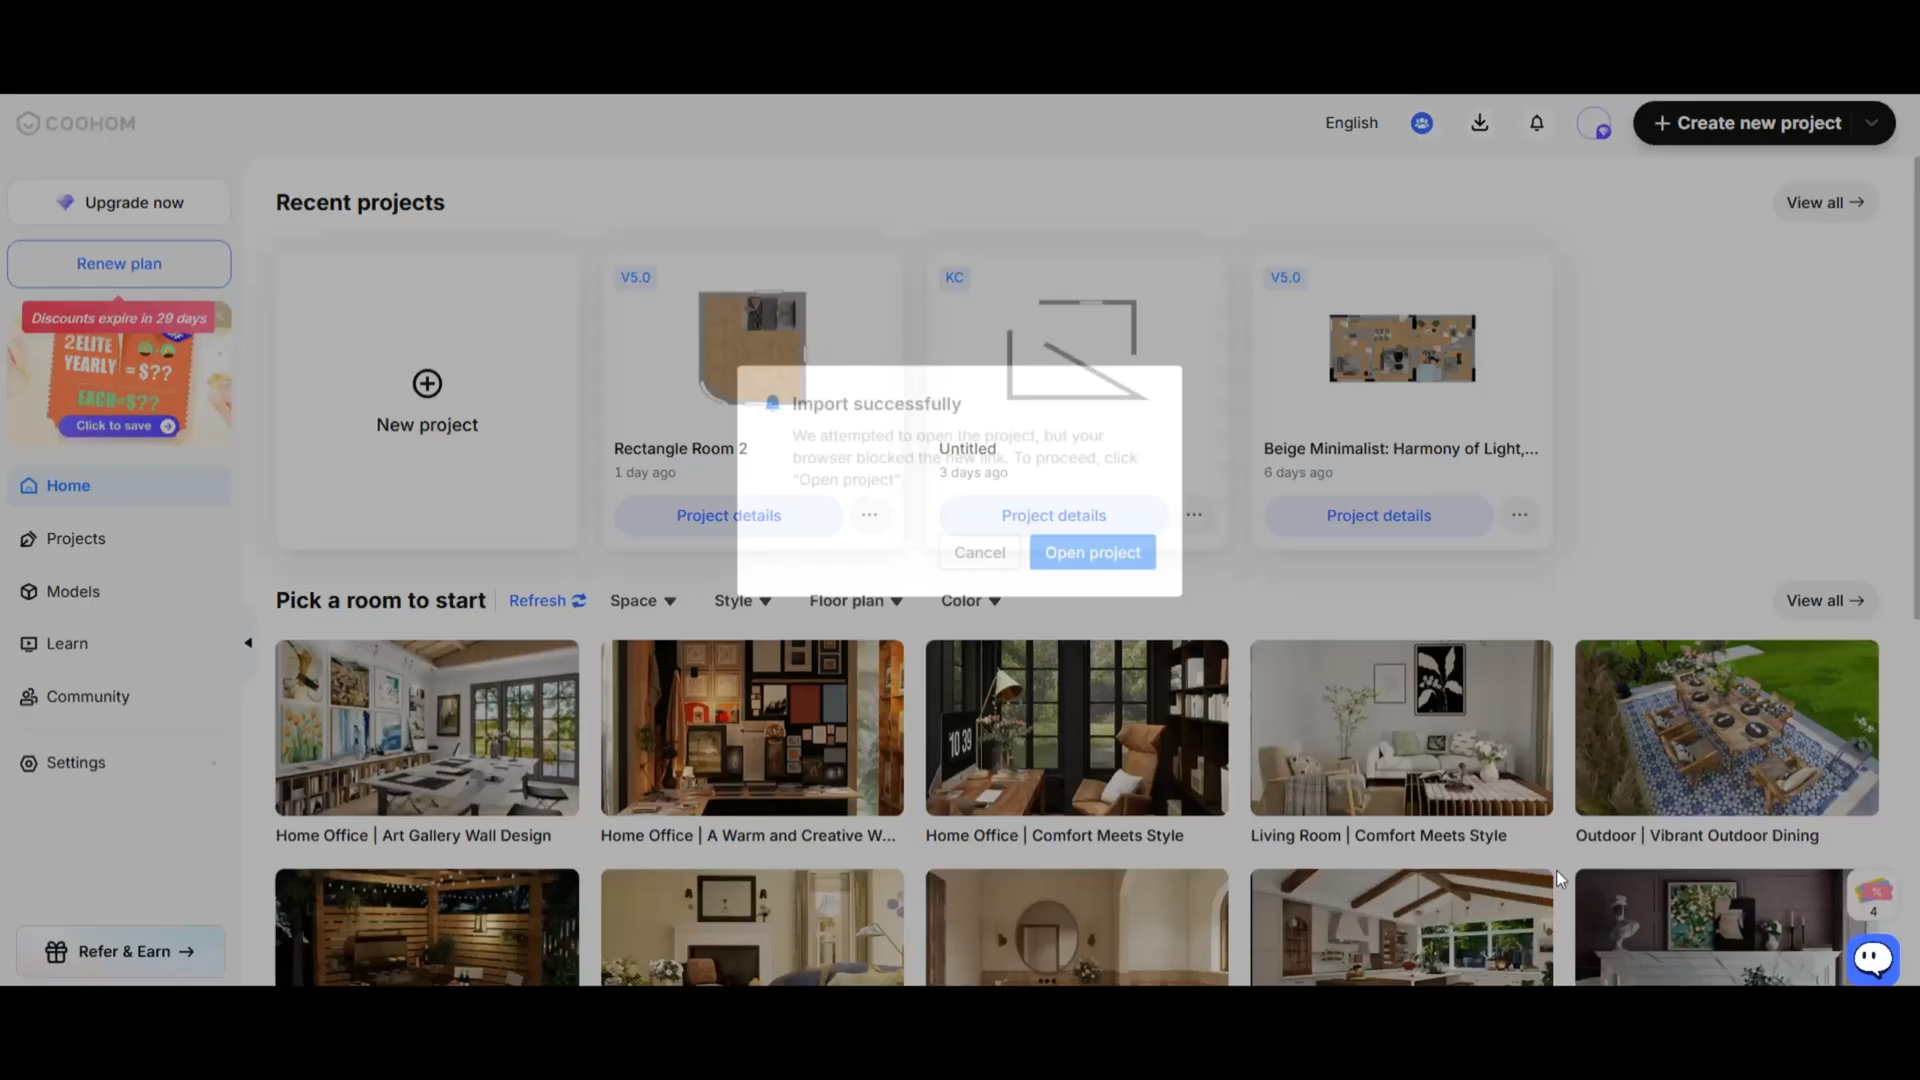 COOHOM
English
Create new project
Upgrade now
Renew plan
Discounts expire in 29 days
2ELITE
YEARLY = $??
EACH=$??
Click to save
Home
Projects
Models
Learn
Community
Settings
Refer & Earn →
Recent projects
View all →
New project
V5.0
Rectangle Room 2
1 day ago
Project details
KC
Untitled
3 days ago
Project details
V5.0
Beige Minimalist: Harmony of Light,...
6 days ago
Project details
Import successfully
We attempted to open the project, but your
browser blocked the new link. To proceed, click
"Open project".
Cancel
Open project
Pick a room to start
Refresh
Space
Style
Floor plan
Color
View all →
10 39
Home Office | Art Gallery Wall Design
Home Office | A Warm and Creative W...
Home Office | Comfort Meets Style
Living Room | Comfort Meets Style
Outdoor | Vibrant Outdoor Dining
%
4